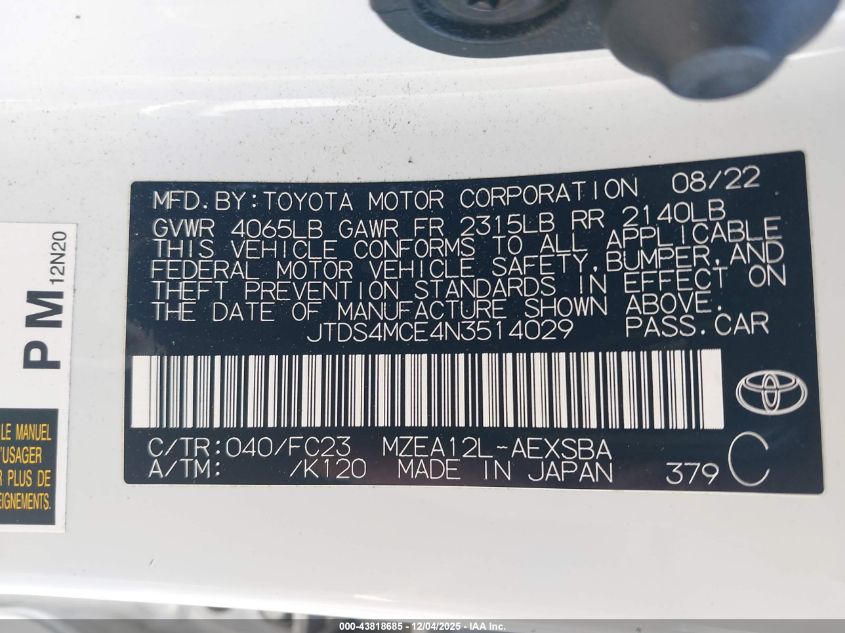 MFD.BY:TOYOTA MOTOR CORPORATION 08/22
GVWR 4065LB GAWR FR 2315LB RR 2140LB
THIS VEHICLE CONFORMS TO ALL APPLICABLE
FEDERAL MOTOR VEHICLE SAFETY,BUMPER,AND
THEFT PREVENTION STANDARDS IN EFFECT ON
THE DATE OF MANUFACTURE SHOWN ABOVE.
JTDS4MCE4N3514029 PASS.CAR
C/TR:040/FC23 MZEA12L-AEXSBA
A/TM: /K120 MADE IN JAPAN 379 C
PM 12N20
LE MANUEL
'USAGER
R PLUS DE
EIGNEMENTS.
000-43818685 - 12/04/2025 - IAA Inc.